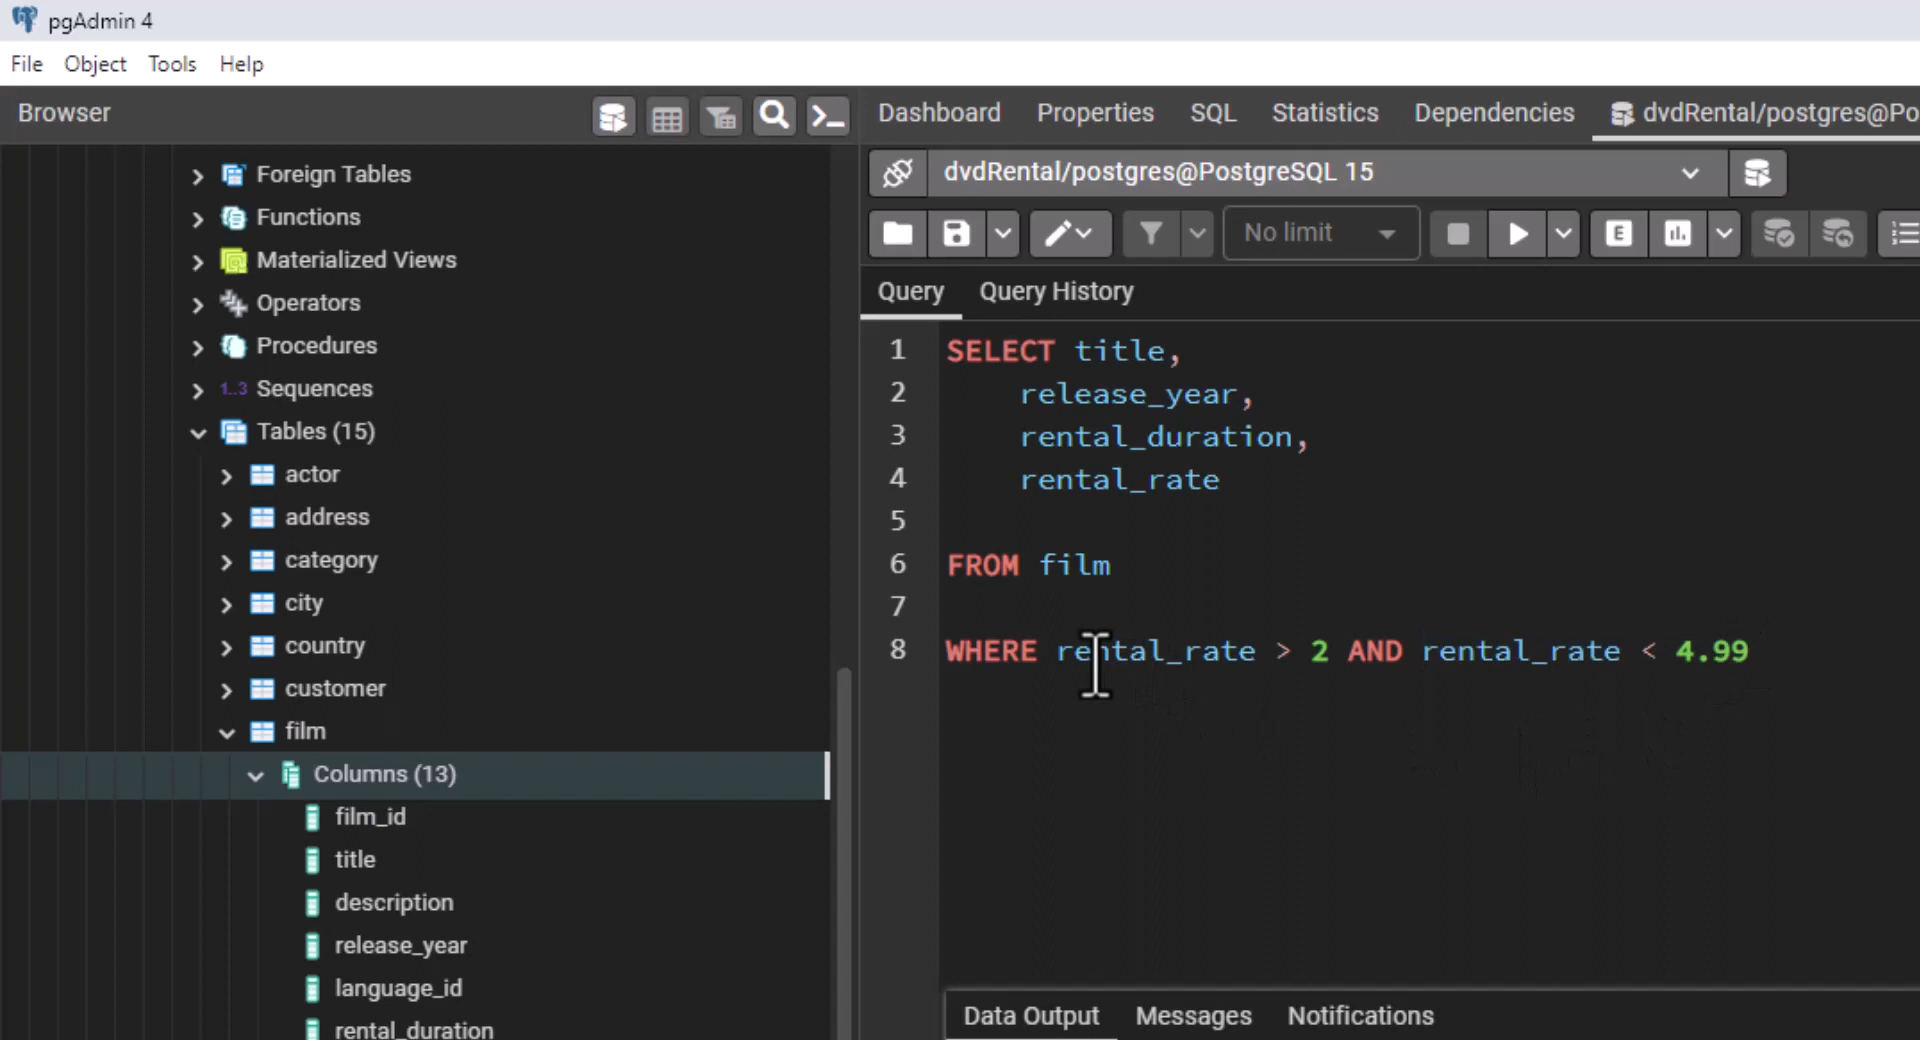 pgAdmin 4
File Object Tools Help
Browser
Dashboard Properties SQL Statistics Dependencies dvdRental/postgres@Po
dvdRental/postgres@PostgreSQL 15
No limit
E
Query Query History
Foreign Tables
Functions
Materialized Views
Operators
Procedures
1..3 Sequences
Tables (15)
actor
address
category
city
country
customer
film
Columns (13)
film_id
title
description
release_year
language_id
rental_duration
1 SELECT title,
2 release_year,
3 rental_duration,
4 rental_rate
5
6 FROM film
7
8 WHERE rental_rate > 2 AND rental_rate < 4.99
Data Output Messages Notifications